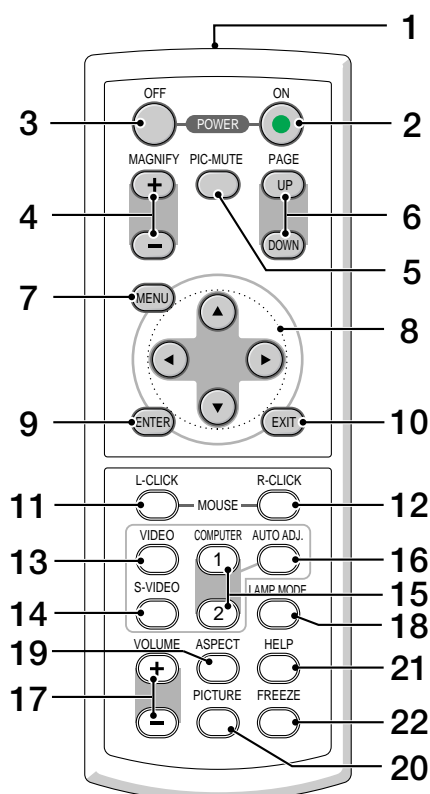 1
OFF ON
3 POWER 2
MAGNIFY PIC-MUTE PAGE
+ UP
4 6
− DOWN
5
7 MENU
8
9 ENTER EXIT 10
L-CLICK R-CLICK
11 MOUSE 12
VIDEO COMPUTER AUTO ADJ.
13 1 16
S-VIDEO 15 LAMP MODE
14 2 18
19 VOLUME ASPECT HELP
+ 21
17 PICTURE FREEZE
− 22
20